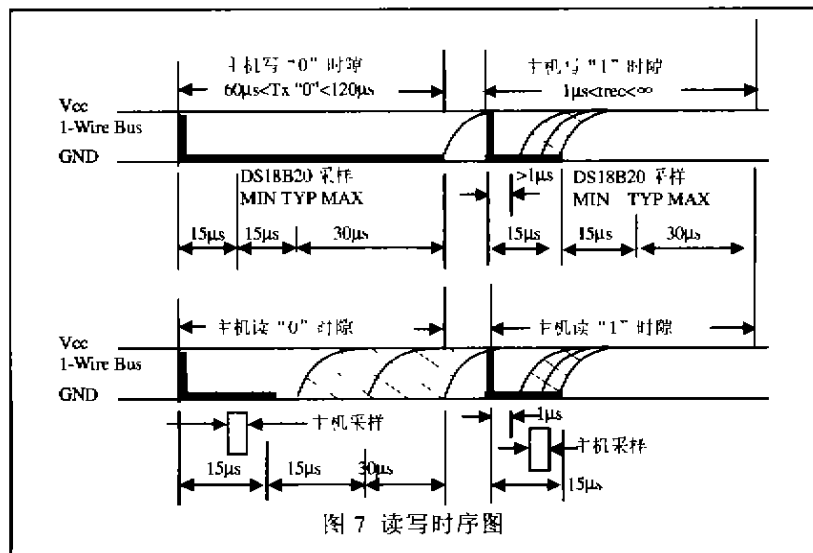 主机写“0”时隙 主机写“1”时隙
60μs<Tx “0”<120μs 1μs<trec<∞
Vcc
1-Wire Bus
GND
DS18B20 采样 >1μs DS18B20 采样
MIN TYP MAX MIN TYP MAX
15μs 15μs 30μs 15μs 15μs 30μs
主机读“0”时隙 主机读“1”时隙
Vcc
1-Wire Bus
GND
主机采样 1μs 主机采样
15μs 15μs 30μs 15μs
图 7 读写时序图